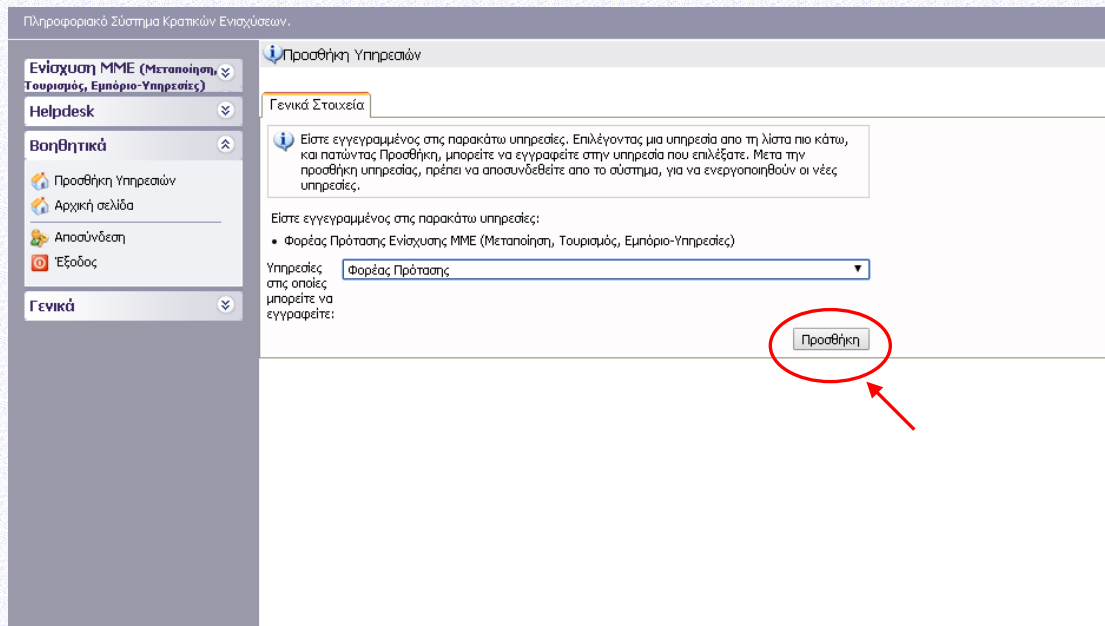 Πληροφοριακό Σύστημα Κρατικών Ενισχύσεων.
Ενίσχυση ΜΜΕ (Μεταποίηση,
Τουρισμός, Εμπόριο-Υπηρεσίες)
Helpdesk
Βοηθητικά
Προσθήκη Υπηρεσιών
Αρχική σελίδα
Αποσύνδεση
Έξοδος
Γενικά
Προσθήκη Υπηρεσιών
Γενικά Στοιχεία
Είστε εγγεγραμμένος στις παρακάτω υπηρεσίες. Επιλέγοντας μια υπηρεσία απο τη λίστα πιο κάτω,
και πατώντας Προσθήκη, μπορείτε να εγγραφείτε στην υπηρεσία που επιλέξατε. Μετα την
προσθήκη υπηρεσίας, πρέπει να αποσυνδεθείτε απο το σύστημα, για να ενεργοποιηθούν οι νέες
υπηρεσίες.
Είστε εγγεγραμμένος στις παρακάτω υπηρεσίες:
• Φορέας Πρότασης Ενίσχυσης ΜΜΕ (Μεταποίηση, Τουρισμός, Εμπόριο-Υπηρεσίες)
Υπηρεσίες
στις οποίες
μπορείτε να
εγγραφείτε:
Φορέας Πρότασης
Προσθήκη